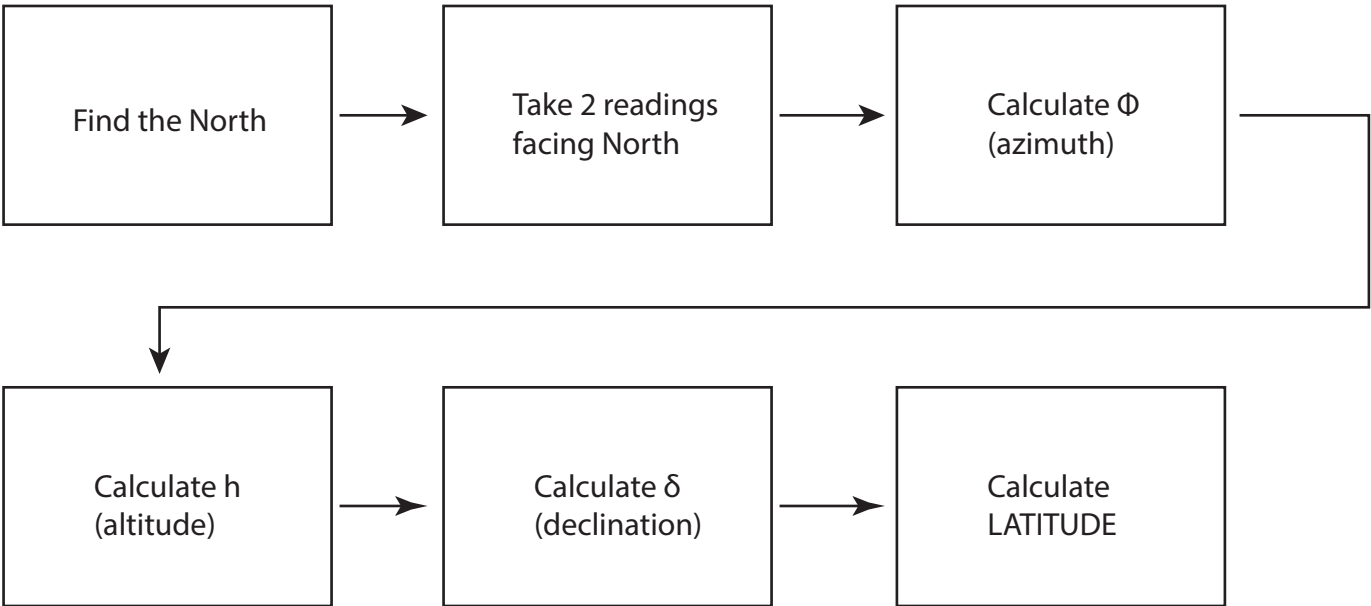 Find the North
Take 2 readings
facing North
Calculate Φ
(azimuth)
Calculate h
(altitude)
Calculate δ
(declination)
Calculate
LATITUDE